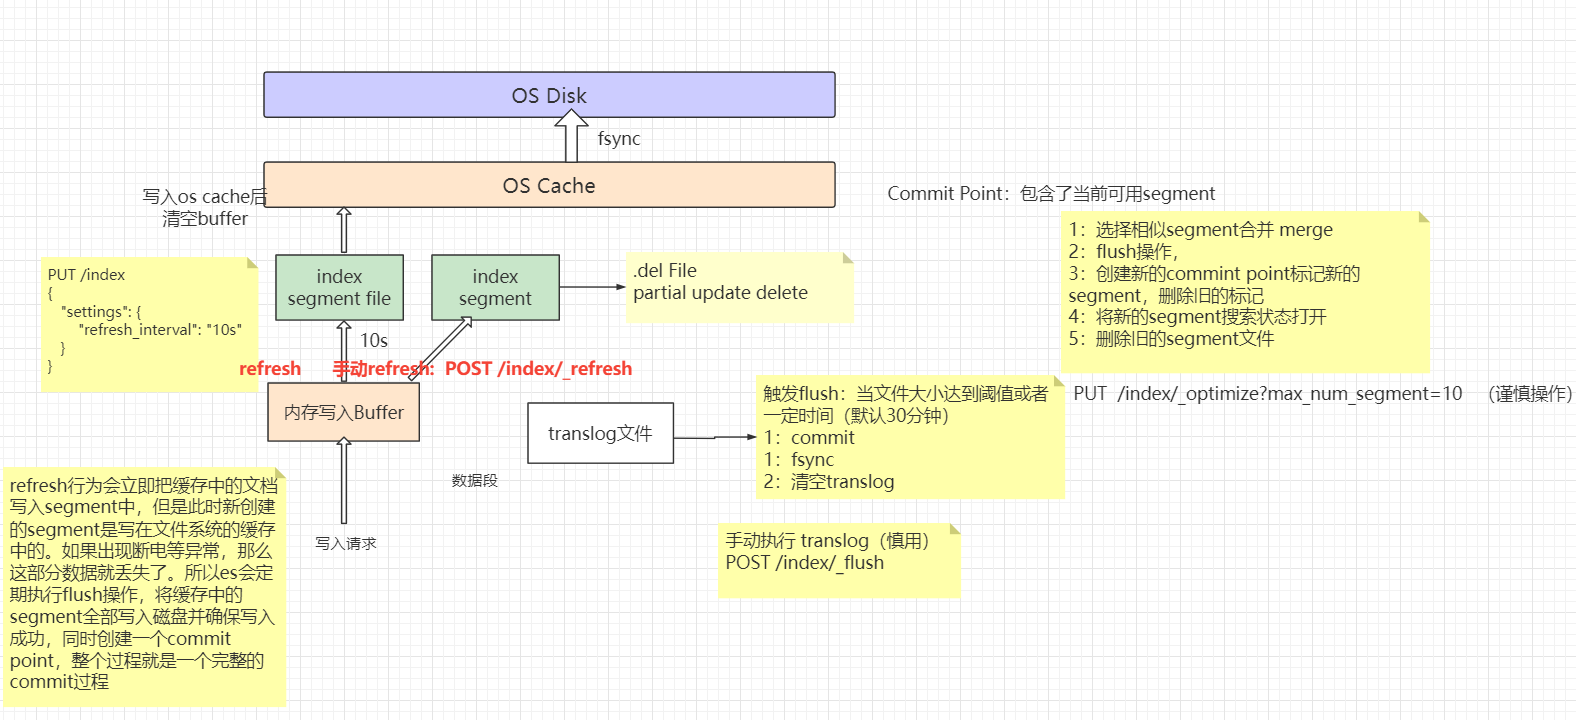 OS Disk
fsync
OS Cache
写入os cache后
清空buffer
Commit Point：包含了当前可用segment
1：选择相似segment合并 merge
2：flush操作，
3：创建新的commint point标记新的
segment，删除旧的标记
4：将新的segment搜索状态打开
5：删除旧的segment文件
PUT /index
{
"settings": {
"refresh_interval": "10s"
}
}
index
segment file
index
segment
.del File
partial update delete
10s
refresh
手动refresh：POST /index/_refresh
内存写入Buffer
translog文件
触发flush：当文件大小达到阈值或者
一定时间（默认30分钟）
1：commit
1：fsync
2：清空translog
PUT /index/_optimize?max_num_segment=10 （谨慎操作）
数据段
写入请求
refresh行为会立即把缓存中的文档
写入segment中，但是此时新创建
的segment是写在文件系统的缓存
中的。如果出现断电等异常，那么
这部分数据就丢失了。所以es会定
期执行flush操作，将缓存中的
segment全部写入磁盘并确保写入
成功，同时创建一个commit
point，整个过程就是一个完整的
commit过程
手动执行 translog（慎用）
POST /index/_flush